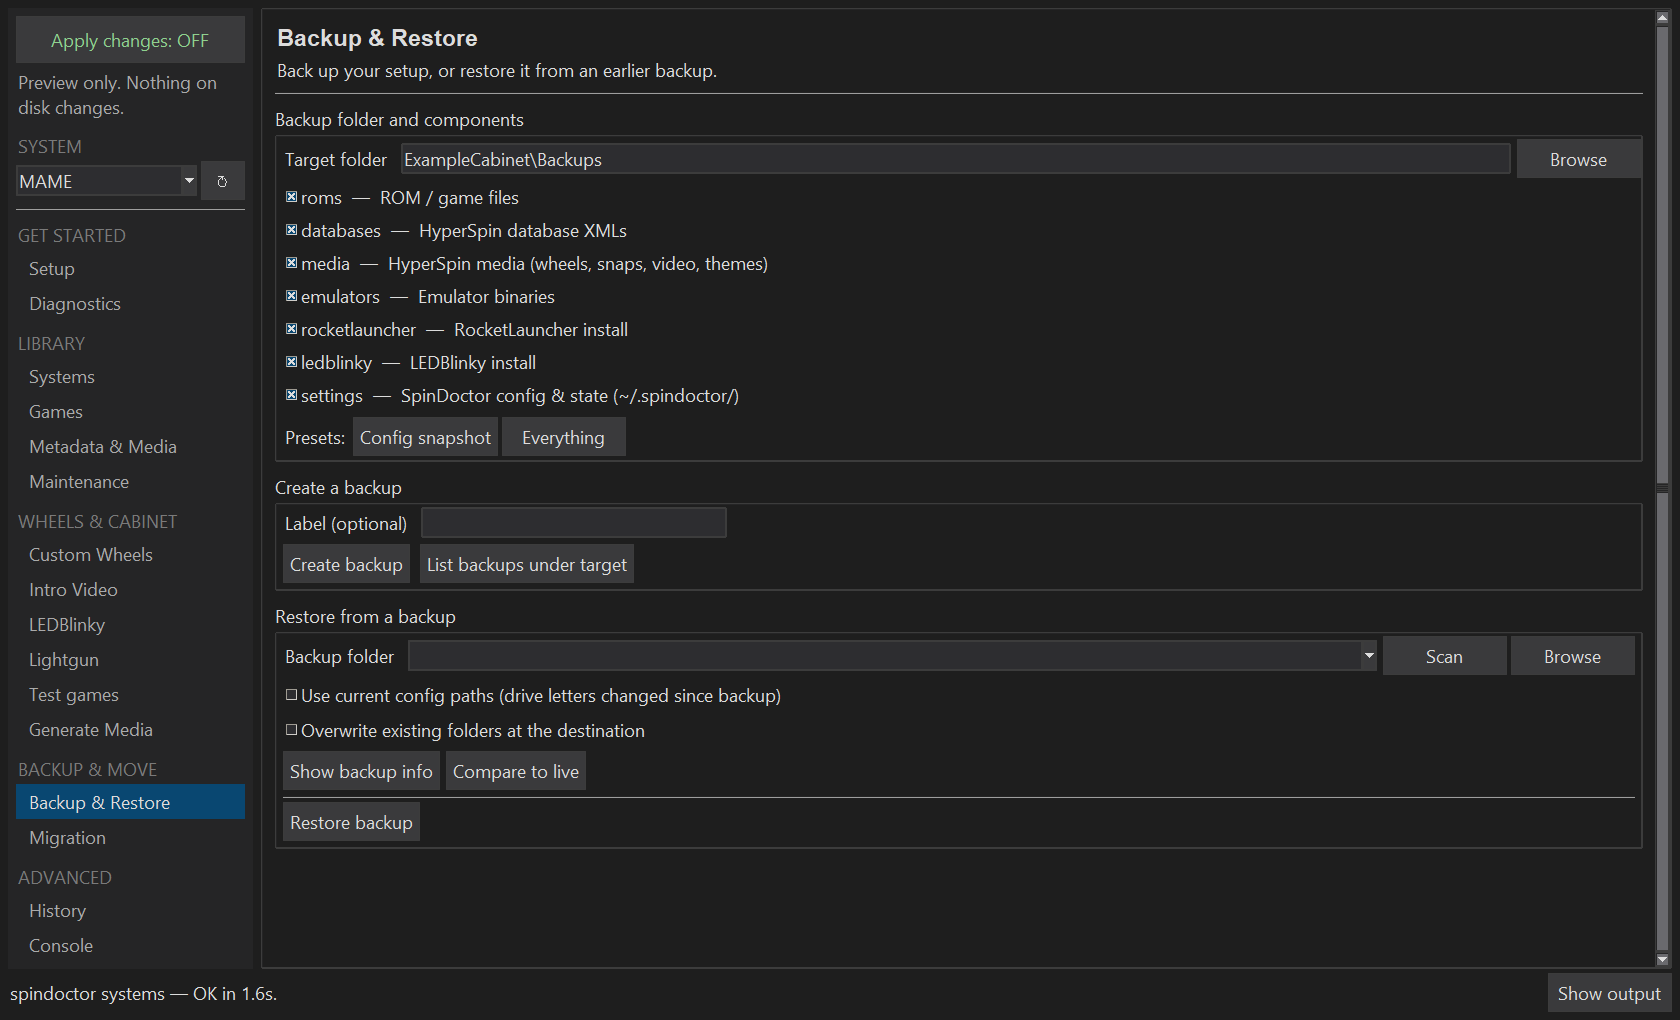 Apply changes: OFF
Preview only. Nothing on
disk changes.
SYSTEM
MAME
GET STARTED
Setup
Diagnostics
LIBRARY
Systems
Games
Metadata & Media
Maintenance
WHEELS & CABINET
Custom Wheels
Intro Video
LEDBlinky
Lightgun
Test games
Generate Media
BACKUP & MOVE
Backup & Restore
Migration
ADVANCED
History
Console
Backup & Restore
Back up your setup, or restore it from an earlier backup.
Backup folder and components
Target folder ExampleCabinet\Backups Browse
roms — ROM / game files
databases — HyperSpin database XMLs
media — HyperSpin media (wheels, snaps, video, themes)
emulators — Emulator binaries
rocketlauncher — RocketLauncher install
ledblinky — LEDBlinky install
settings — SpinDoctor config & state (~/.spindoctor/)
Presets: Config snapshot Everything
Create a backup
Label (optional)
Create backup List backups under target
Restore from a backup
Backup folder Scan Browse
Use current config paths (drive letters changed since backup)
Overwrite existing folders at the destination
Show backup info Compare to live
Restore backup
spindoctor systems — OK in 1.6s. Show output